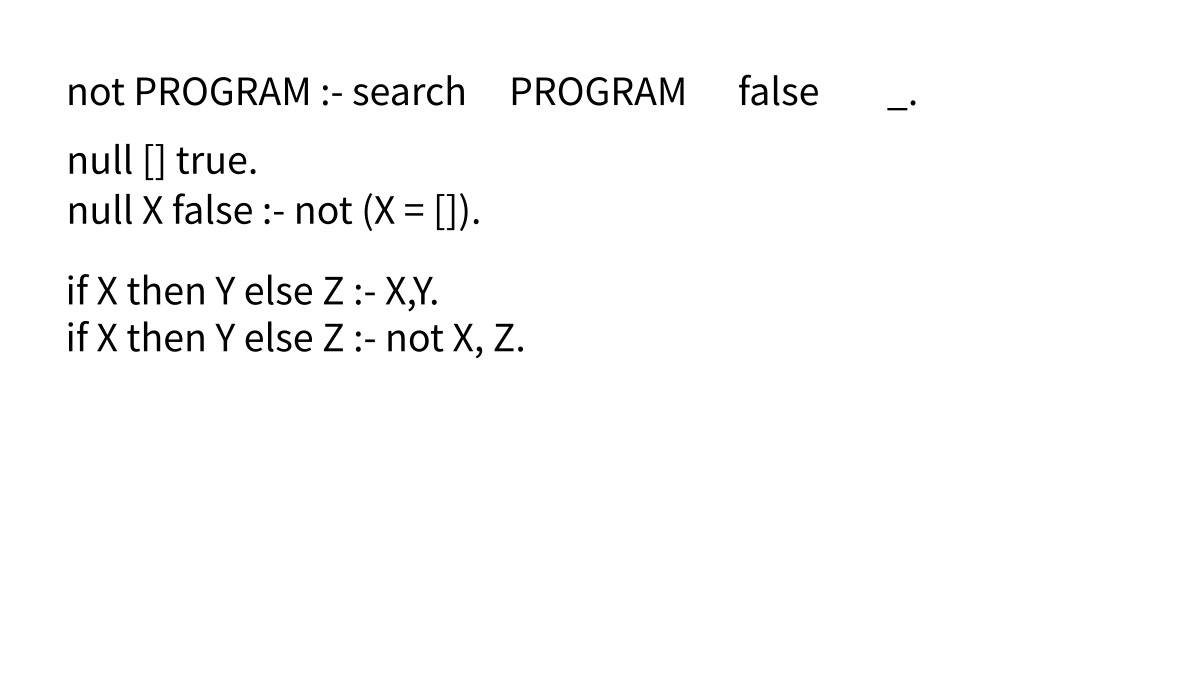 not PROGRAM :- search PROGRAM false _.
null [] true.
null X false :- not (X = []).
if X then Y else Z :- X,Y.
if X then Y else Z :- not X, Z.